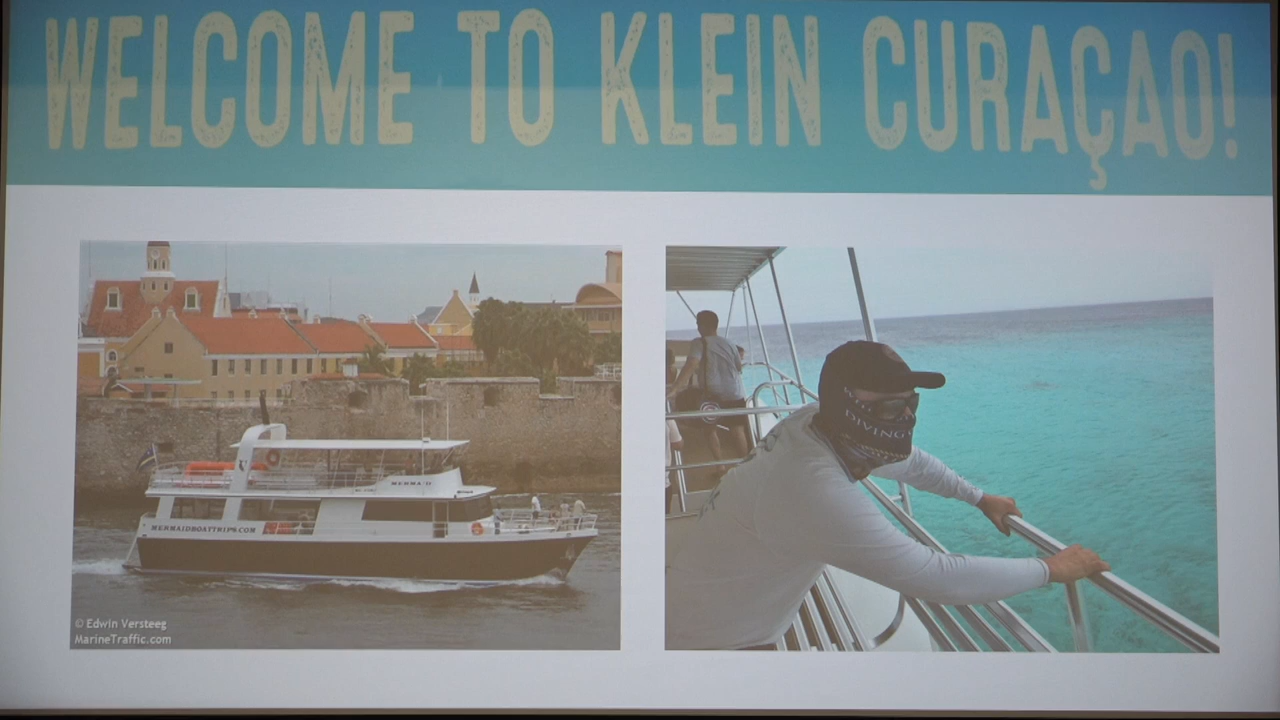 WELCOME TO KLEIN CURAÇAO!
MERMAID
MERMAIDBOATTRIPS.COM
DIVING
© Edwin Versteeg
MarineTraffic.com